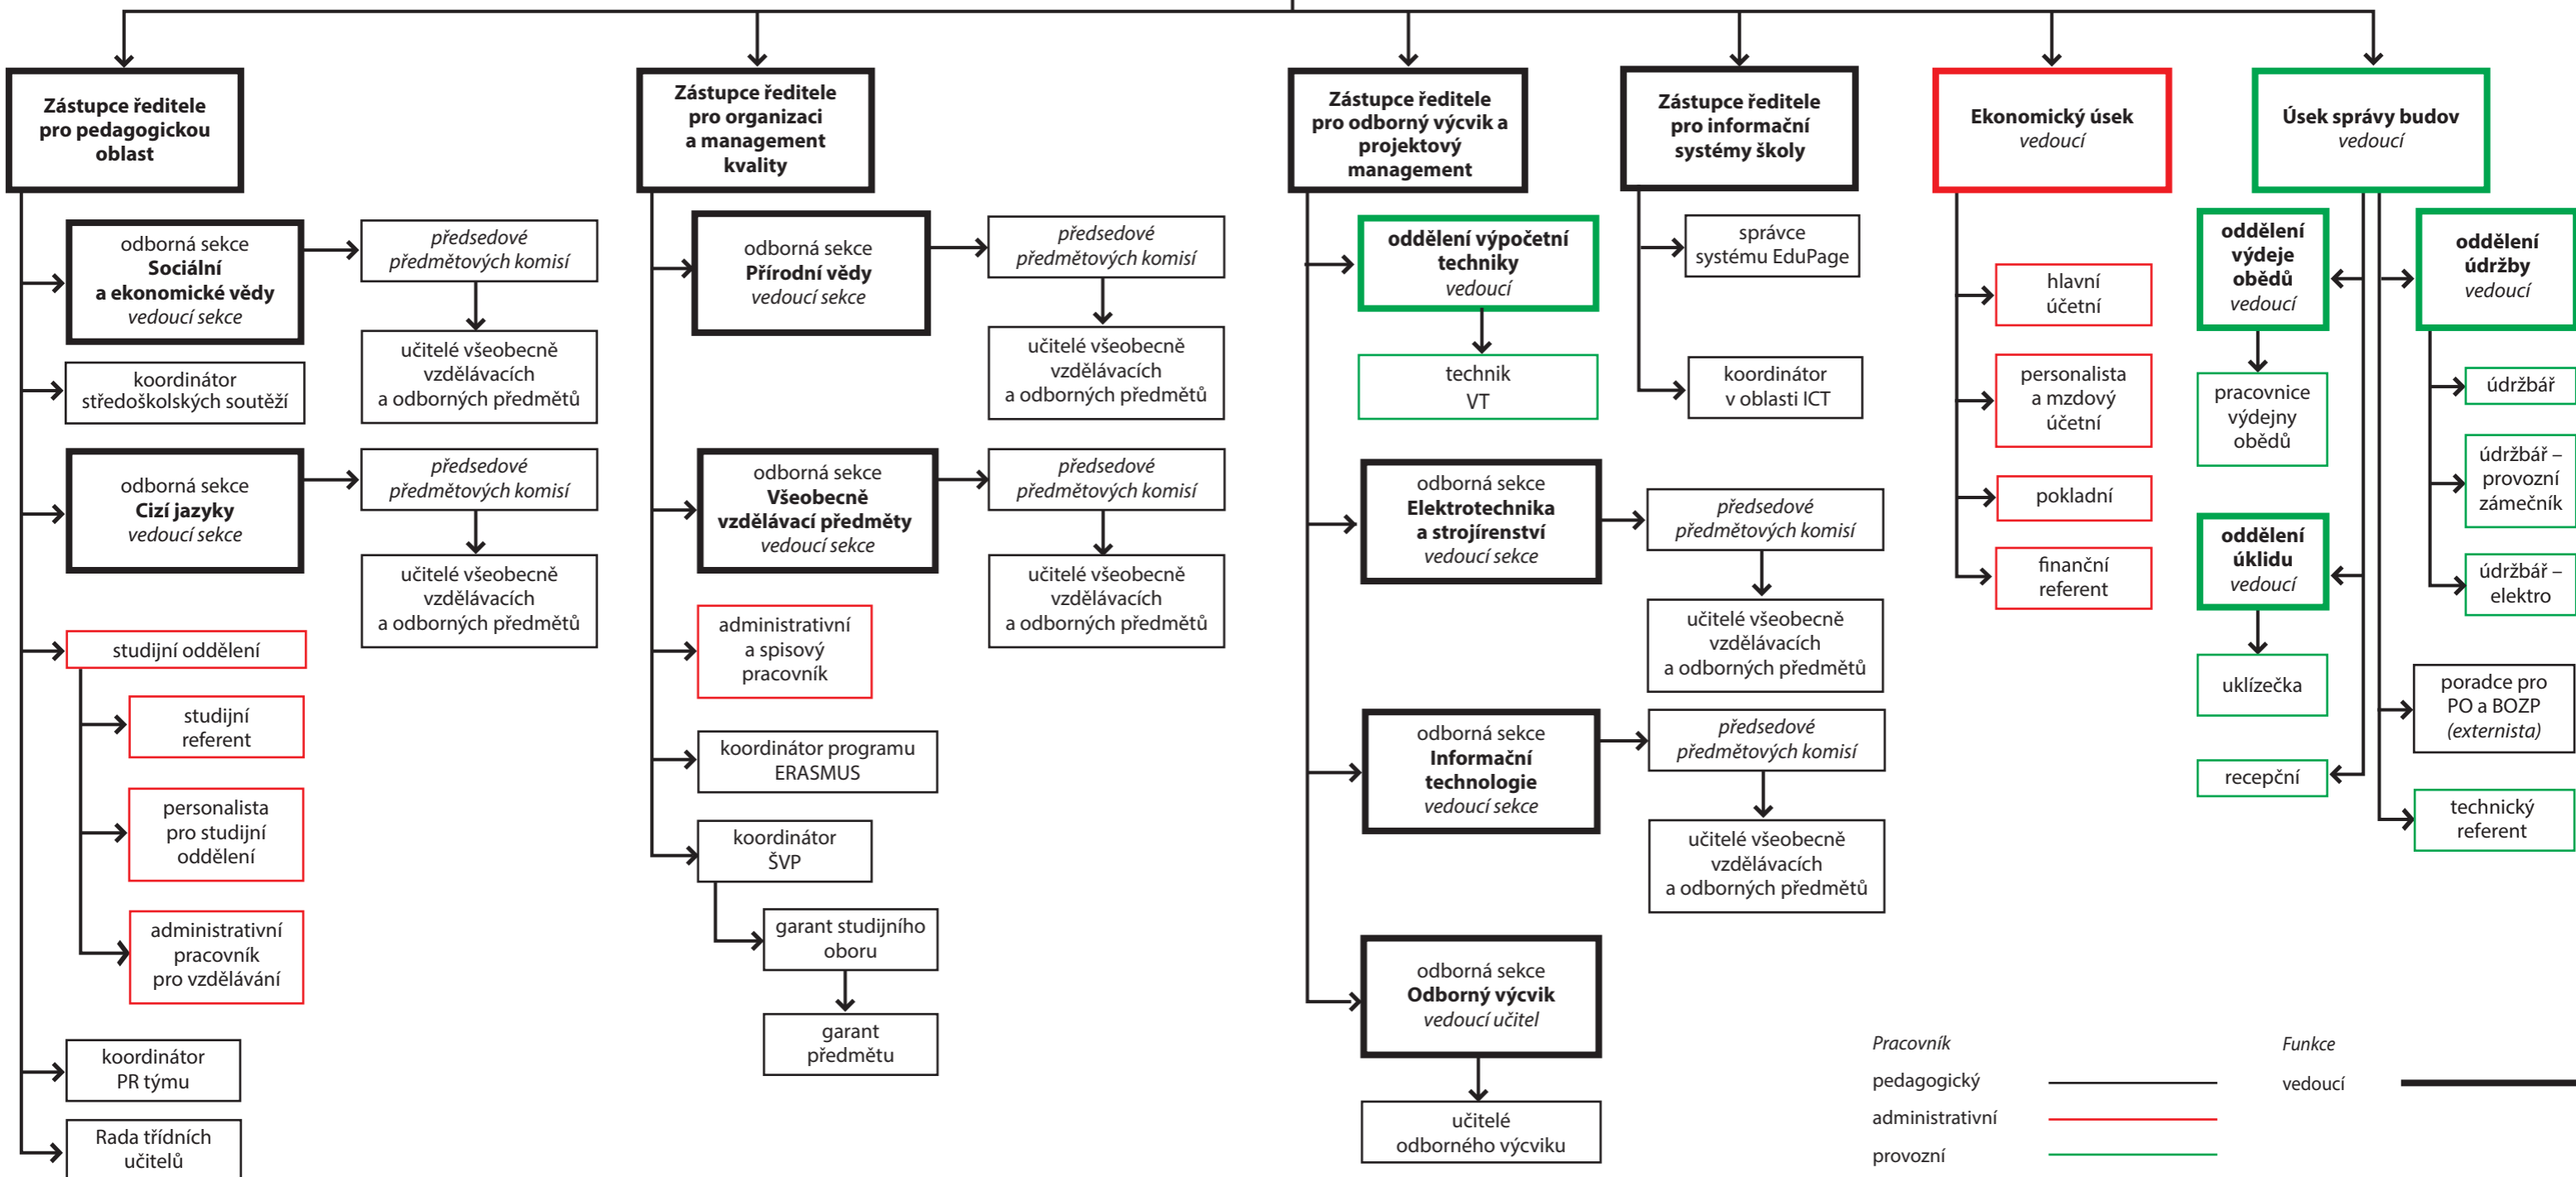 Zástupce ředitele
pro pedagogickou
oblast
odborná sekce
Sociální
a ekonomické vědy
vedoucí sekce
předsedové
předmětových komisí
učitelé všeobecně
vzdělávacích
a odborných předmětů
koordinátor
středoškolských soutěží
odborná sekce
Cizí jazyky
vedoucí sekce
předsedové
předmětových komisí
učitelé všeobecně
vzdělávacích
a odborných předmětů
studijní oddělení
studijní
referent
personalista
pro studijní
oddělení
administrativní
pracovník
pro vzdělávání
koordinátor
PR týmu
Rada třídních
učitelů
Zástupce ředitele
pro organizaci
a management
kvality
odborná sekce
Přírodní vědy
vedoucí sekce
předsedové
předmětových komisí
učitelé všeobecně
vzdělávacích
a odborných předmětů
odborná sekce
Všeobecně
vzdělávací předměty
vedoucí sekce
předsedové
předmětových komisí
učitelé všeobecně
vzdělávacích
a odborných předmětů
administrativní
a spisový
pracovník
koordinátor programu
ERASMUS
koordinátor
ŠVP
garant studijního
oboru
garant
předmětu
Zástupce ředitele
pro odborný výcvik a
projektový
management
oddělení výpočetní
techniky
vedoucí
technik
VT
odborná sekce
Elektrotechnika
a strojírenství
vedoucí sekce
předsedové
předmětových komisí
učitelé všeobecně
vzdělávacích
a odborných předmětů
odborná sekce
Informační
technologie
vedoucí sekce
předsedové
předmětových komisí
učitelé všeobecně
vzdělávacích
a odborných předmětů
odborná sekce
Odborný výcvik
vedoucí učitel
učitelé
odborného výcviku
Zástupce ředitele
pro informační
systémy školy
správce
systému EduPage
koordinátor
v oblasti ICT
Ekonomický úsek
vedoucí
hlavní
účetní
personalista
a mzdový
účetní
pokladní
finanční
referent
Úsek správy budov
vedoucí
oddělení
výdeje
obědů
vedoucí
pracovnice
výdejny
obědů
oddělení
úklidu
vedoucí
uklízečka
recepční
oddělení
údržby
vedoucí
údržbář
údržbář –
provozní
zámečník
údržbář –
elektro
poradce pro
PO a BOZP
(externista)
technický
referent
Pracovník
pedagogický
administrativní
provozní
Funkce
vedoucí